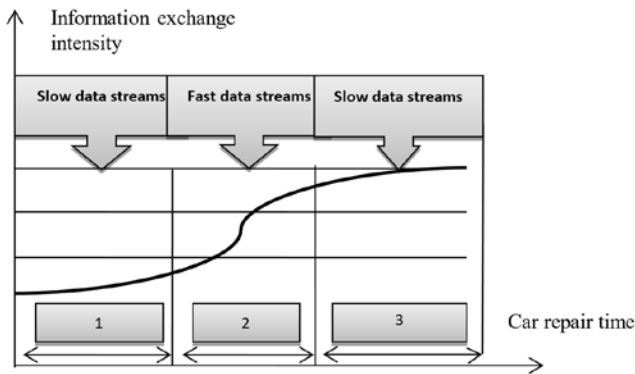 Information exchange
intensity
Slow data streams
Fast data streams
Slow data streams
1
2
3
Car repair time